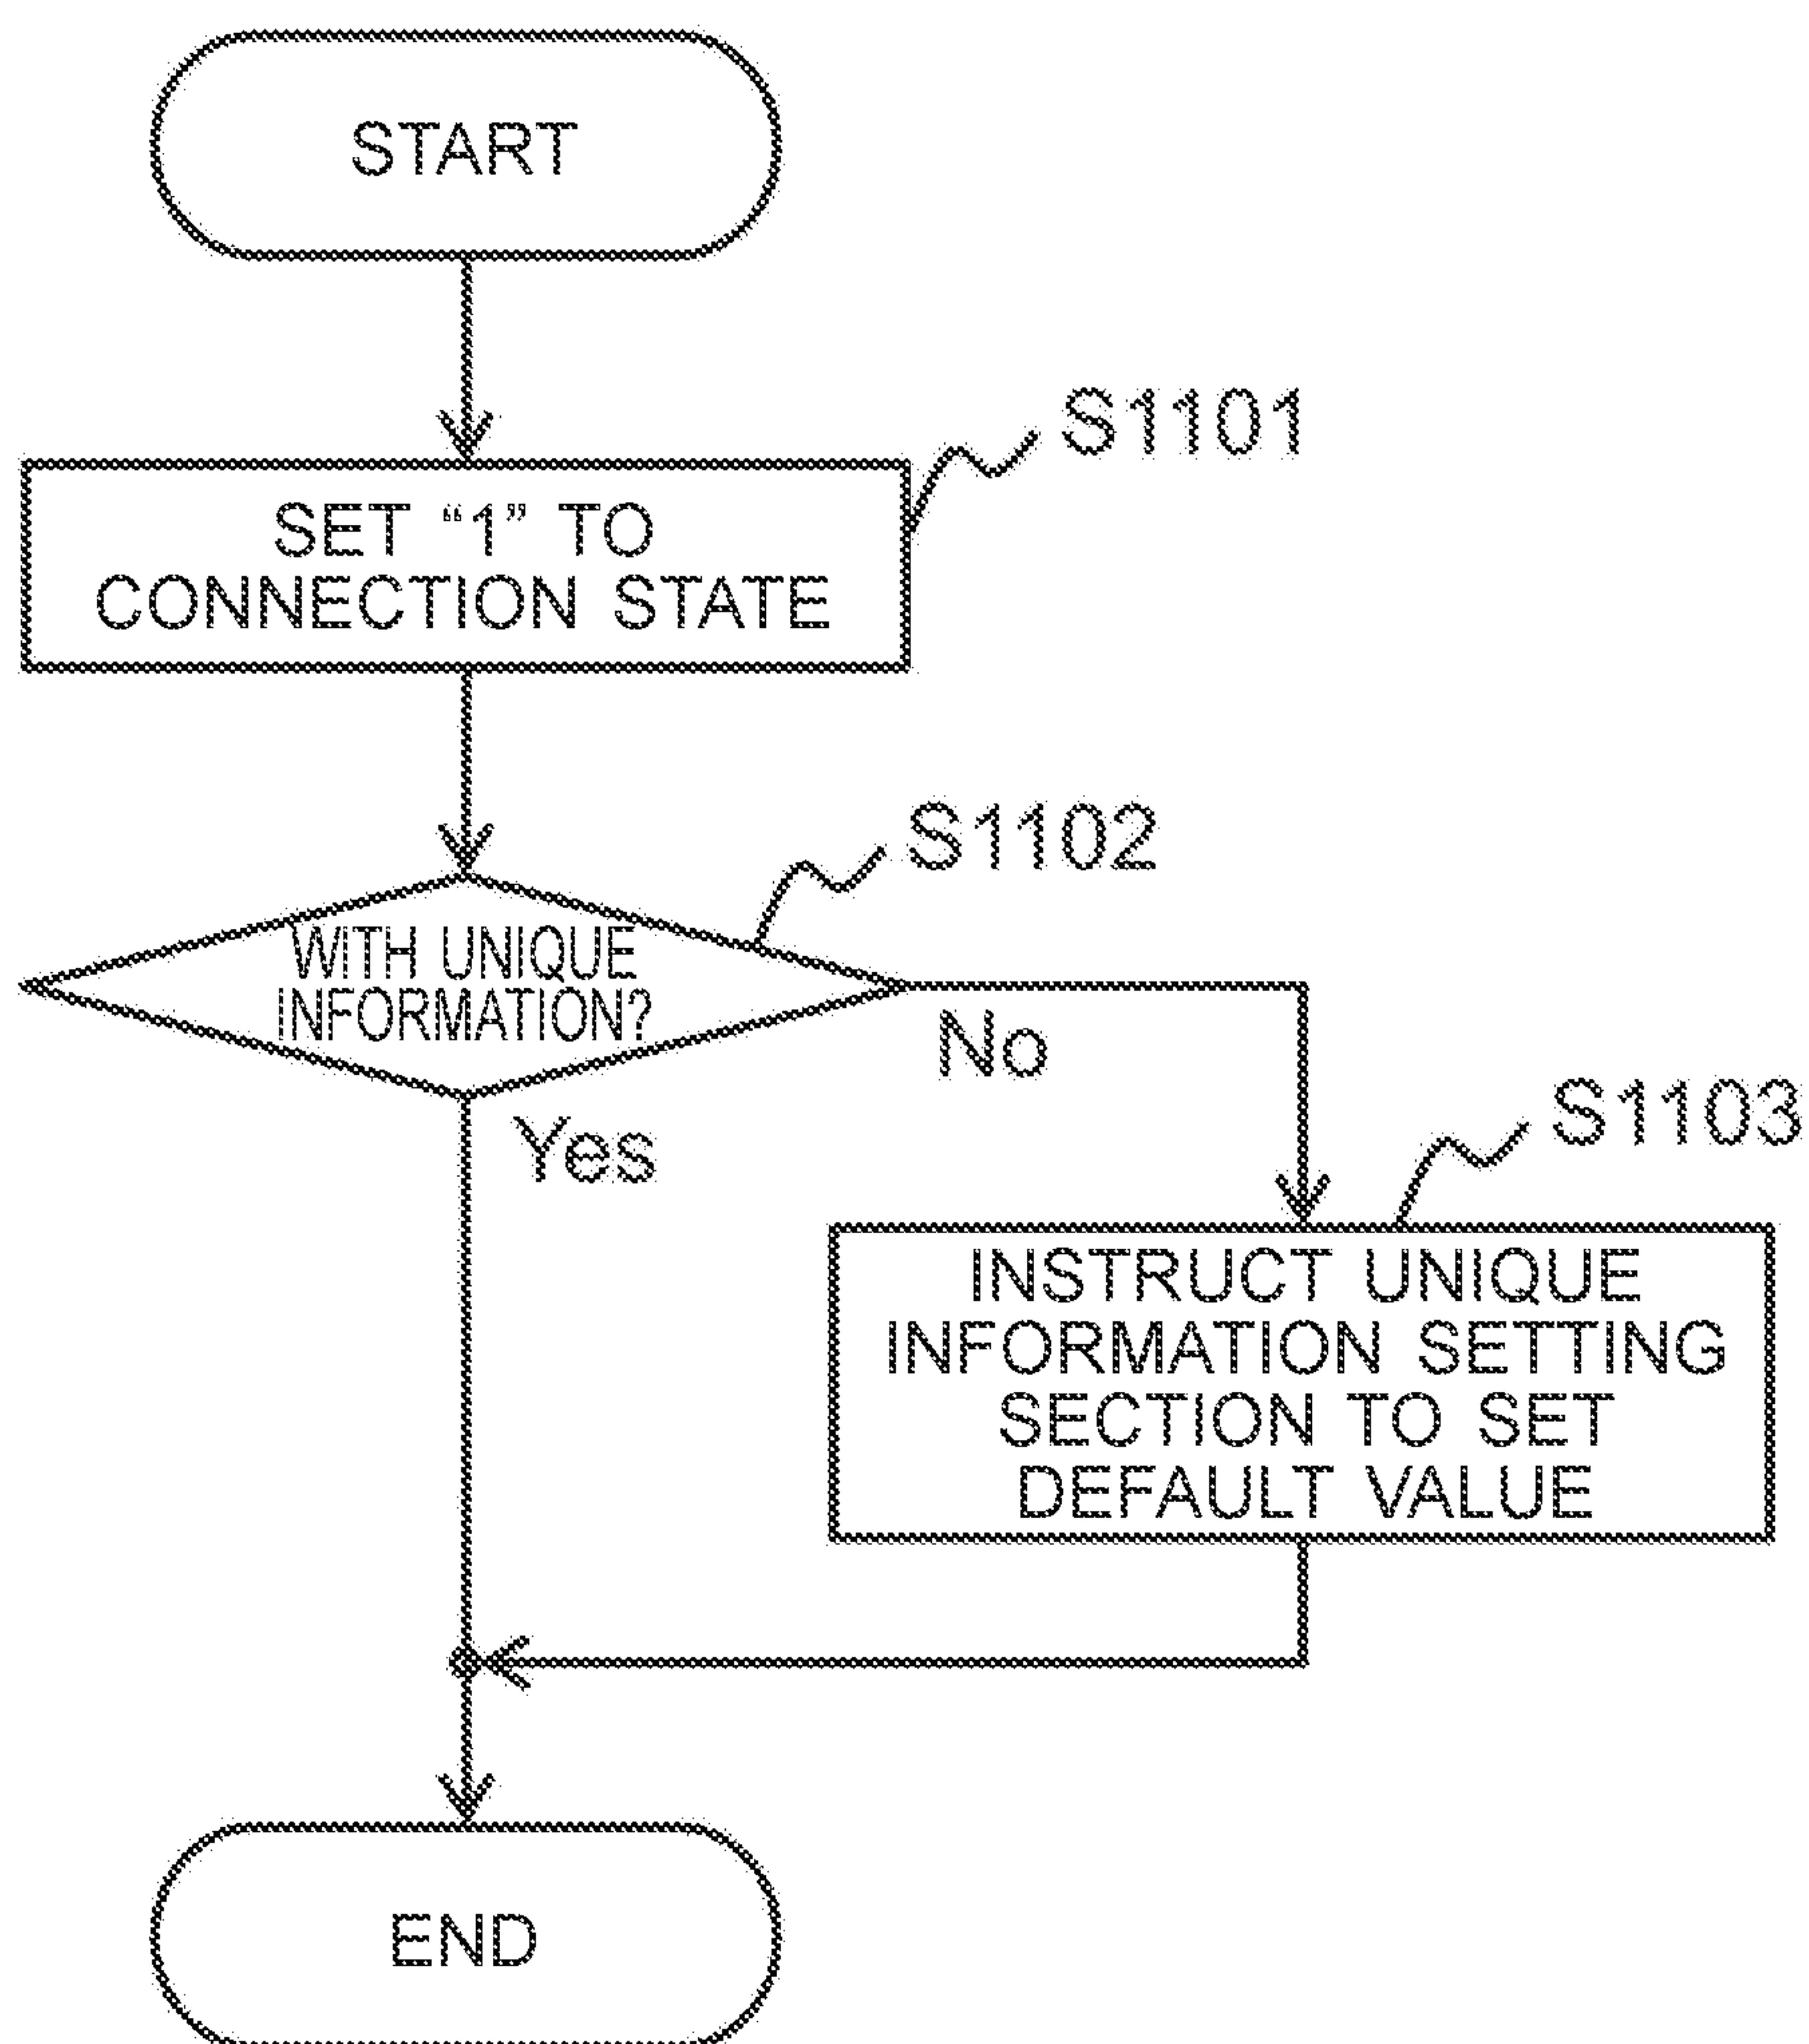 START
S1101
SET “1” TO
CONNECTION STATE
S1102
WITH UNIQUE
INFORMATION?
No
Yes
S1103
INSTRUCT UNIQUE
INFORMATION SETTING
SECTION TO SET
DEFAULT VALUE
END